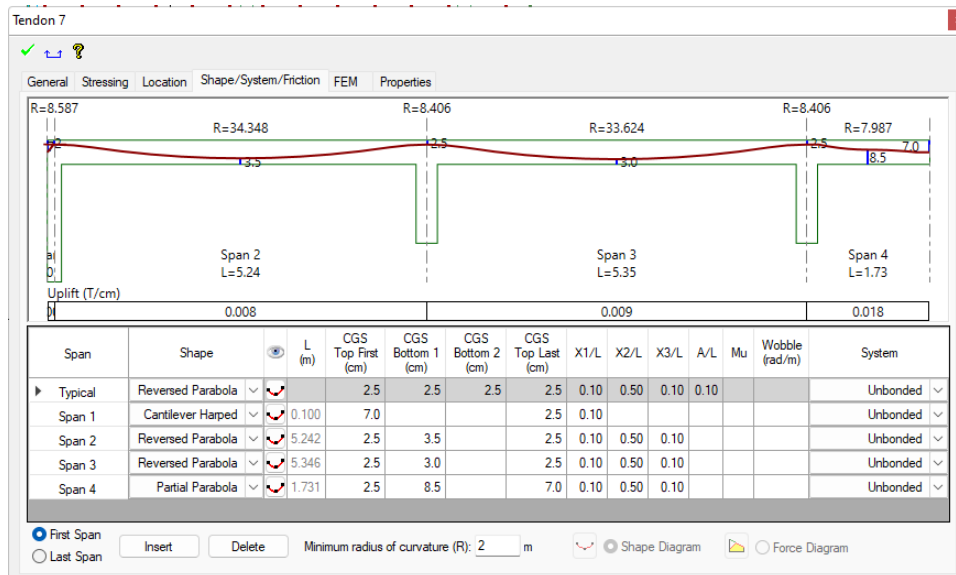 Tendon 7
General Stressing Location Shape/System/Friction FEM Properties
R=8.587 R=8.406 R=8.406
R=34.348 R=33.624 R=7.987
2.5 2.5 7.0
3.5 3.0 8.5
Span 2 Span 3 Span 4
L=5.24 L=5.35 L=1.73
Uplift (T/cm)
0.008 0.009 0.018
Span Shape L (m) CGS Top First (cm) CGS Bottom 1 (cm) CGS Bottom 2 (cm) CGS Top Last (cm) X1/L X2/L X3/L A/L Mu Wobble (rad/m) System
Typical Reversed Parabola 2.5 2.5 2.5 2.5 0.10 0.50 0.10 0.10 Unbonded
Span 1 Cantilever Harped 0.100 7.0 2.5 0.10 Unbonded
Span 2 Reversed Parabola 5.242 2.5 3.5 2.5 0.10 0.50 0.10 Unbonded
Span 3 Reversed Parabola 5.346 2.5 3.0 2.5 0.10 0.50 0.10 Unbonded
Span 4 Partial Parabola 1.731 2.5 8.5 7.0 0.10 0.50 0.10 Unbonded
First Span
Last Span
Insert Delete Minimum radius of curvature (R): 2 m Shape Diagram Force Diagram